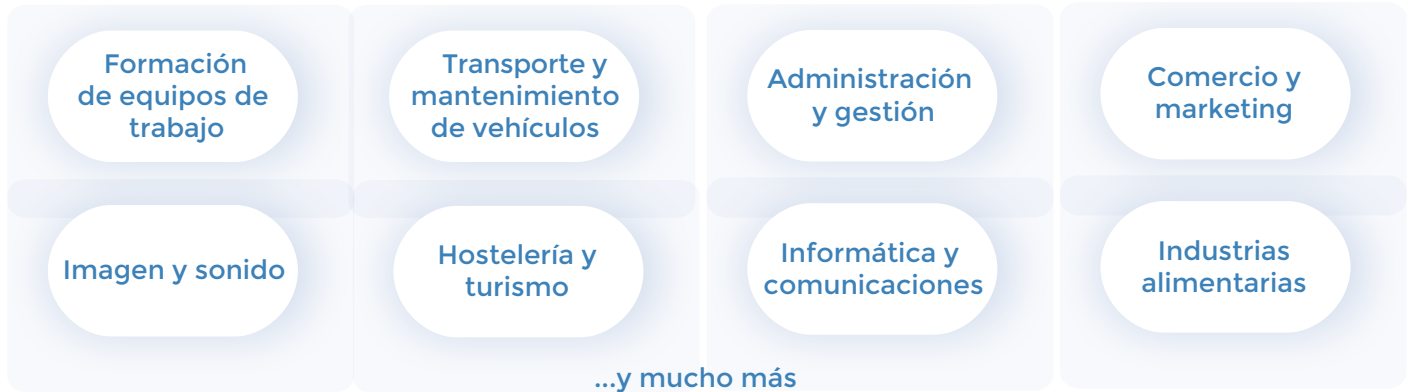 Formación
de equipos de
trabajo
Transporte y
mantenimiento
de vehículos
Administración
y gestión
Comercio y
marketing
Imagen y sonido
Hostelería y
turismo
Informática y
comunicaciones
Industrias
alimentarias
...y mucho más